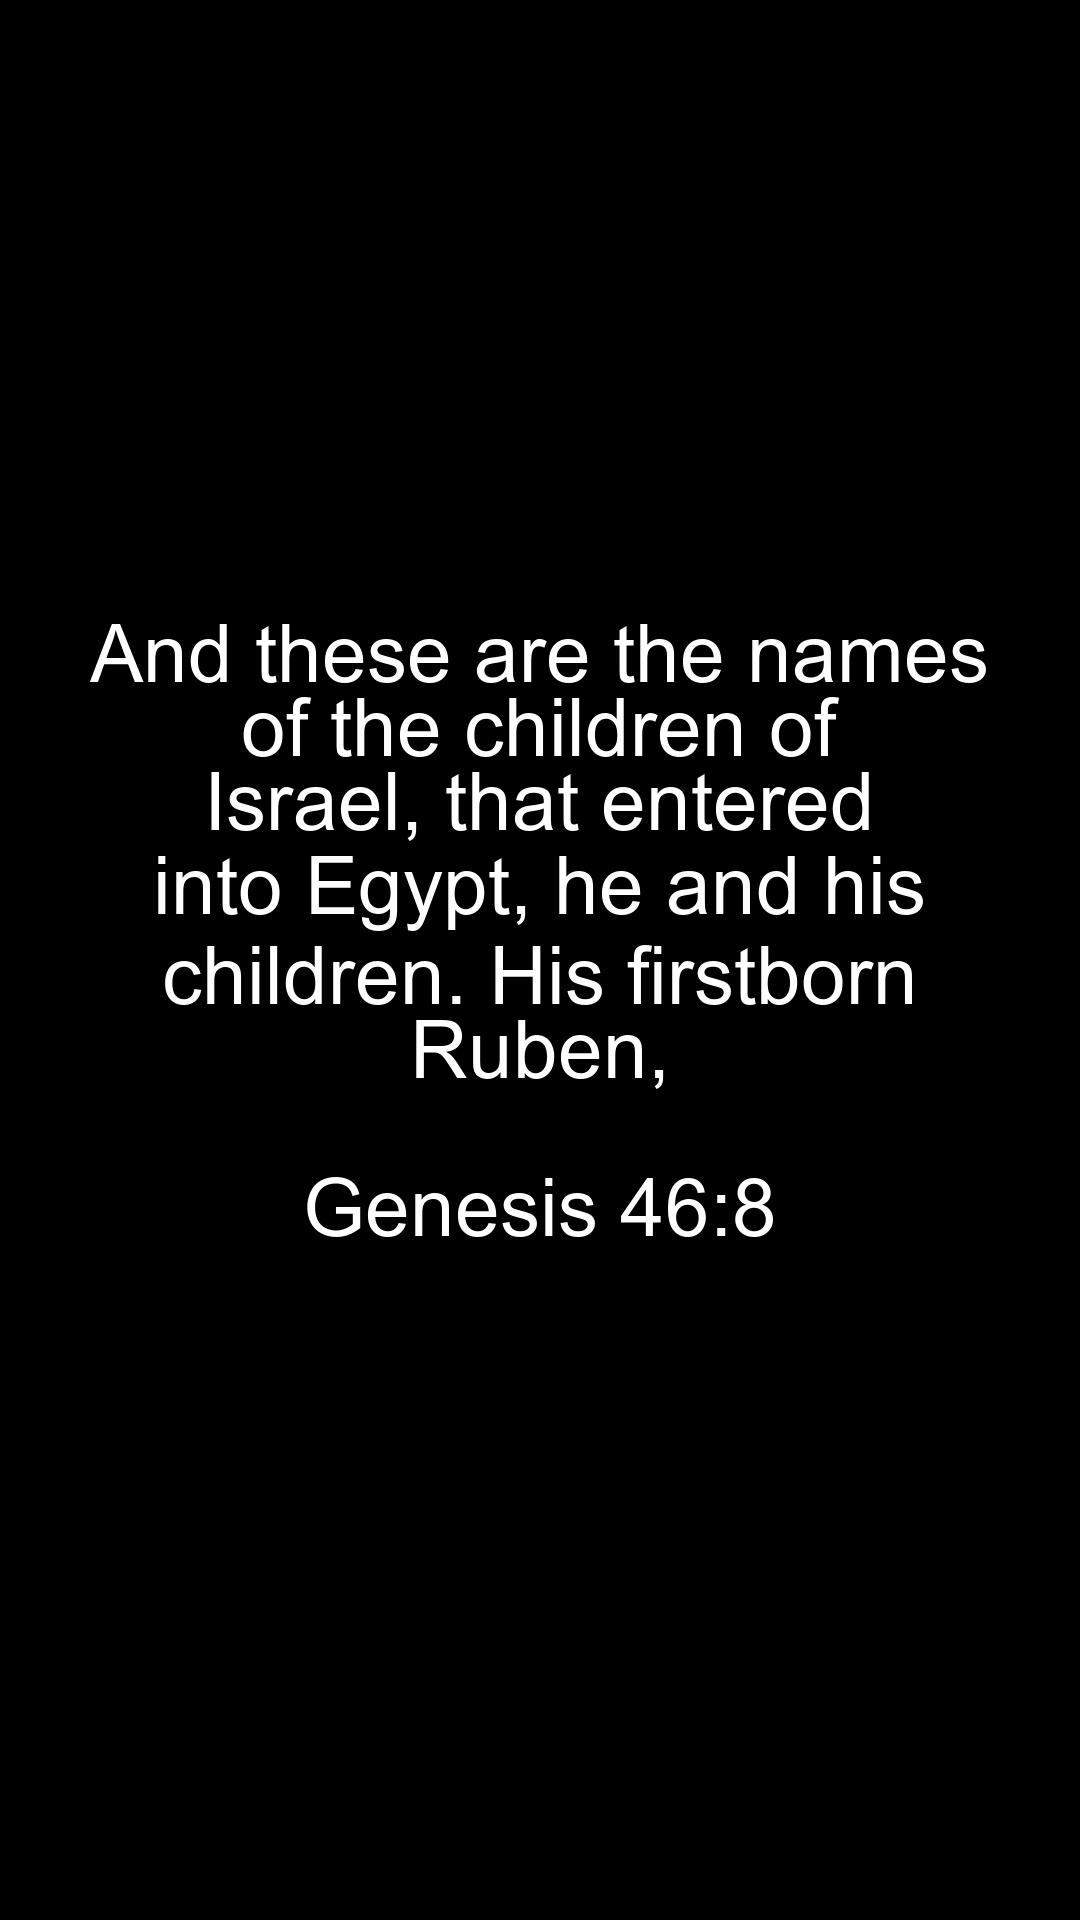 And these are the names
of the children of
Israel, that entered
into Egypt, he and his
children. His firstborn
Ruben,
Genesis 46:8